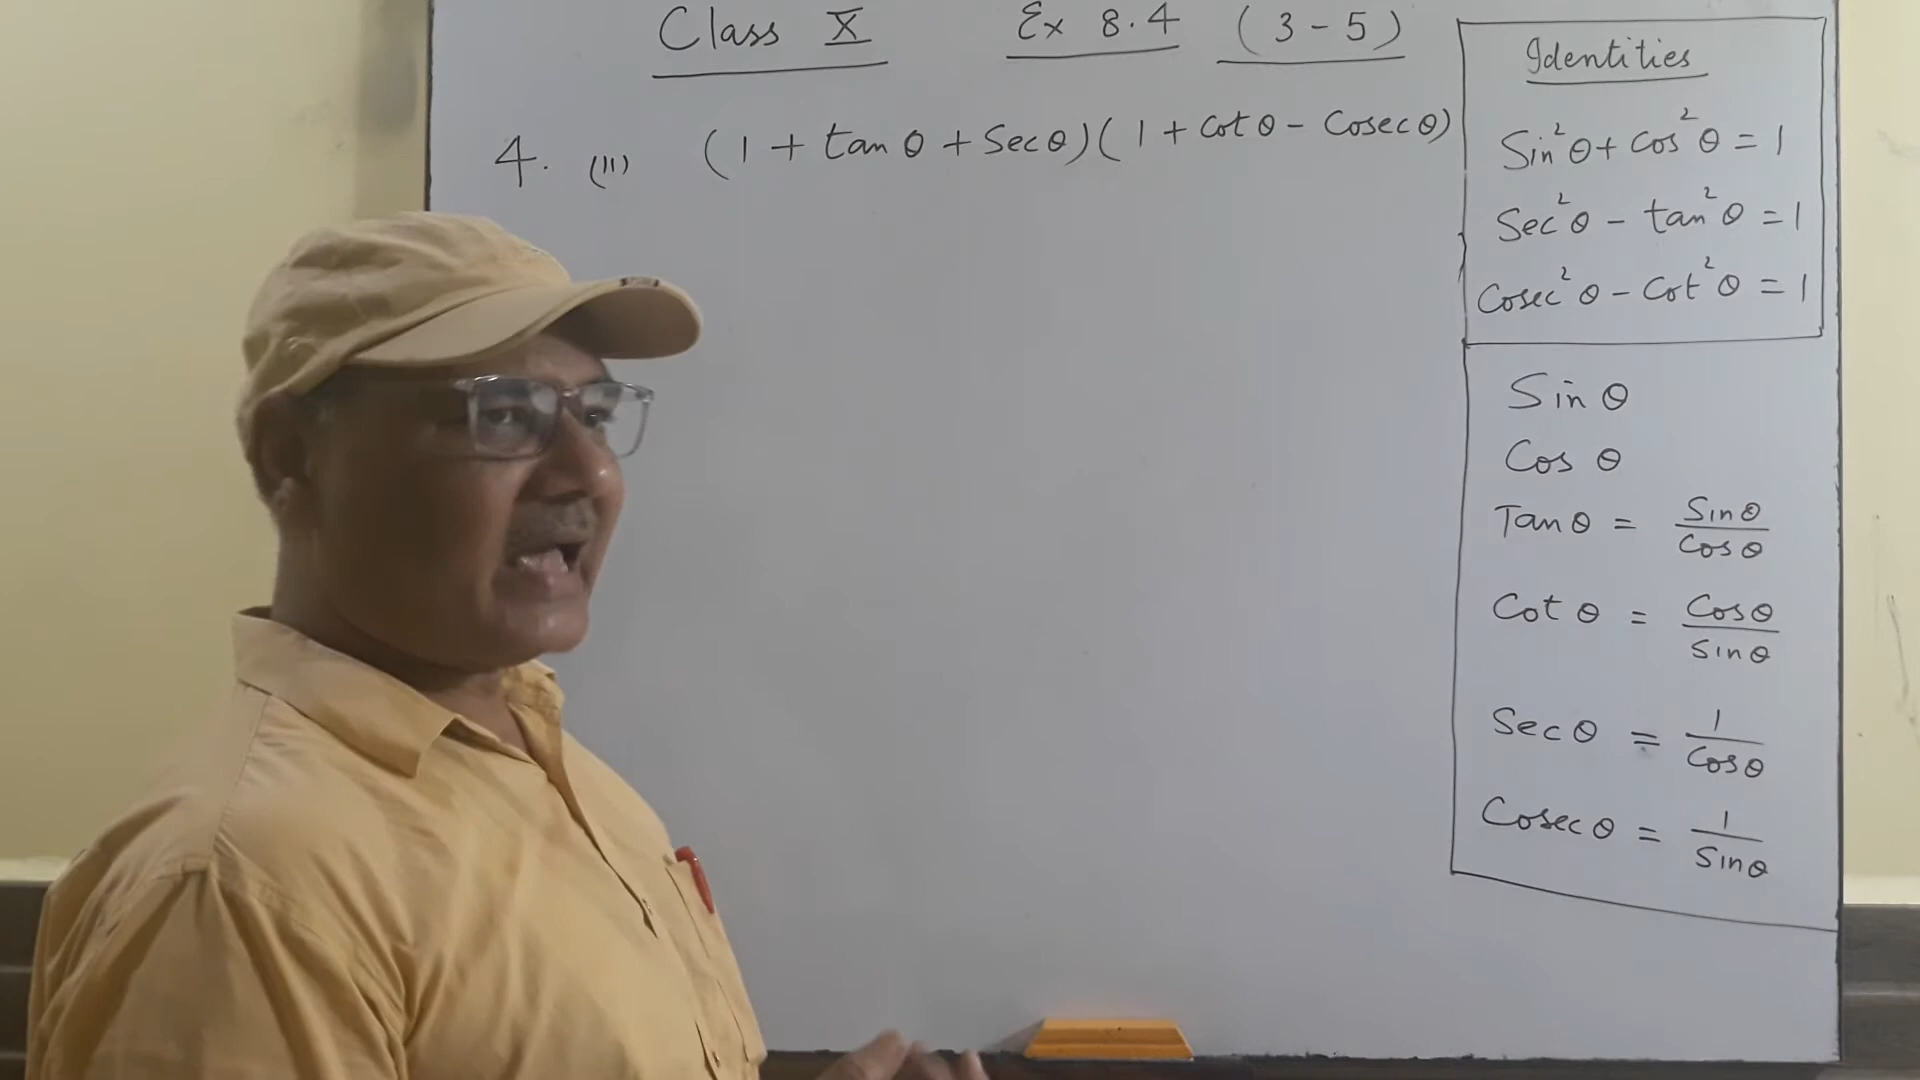 Class X Ex 8.4 (3-5)
4. (11) (1 + tan θ + Sec θ)(1 + cot θ - Cosec θ)
Identities
Sin²θ + cos²θ = 1
Sec²θ - tan²θ = 1
Cosec²θ - Cot²θ = 1
Sin θ
Cos θ
Tan θ = Sin θ / Cos θ
Cot θ = Cos θ / Sin θ
Sec θ = 1 / Cos θ
Cosec θ = 1 / Sin θ